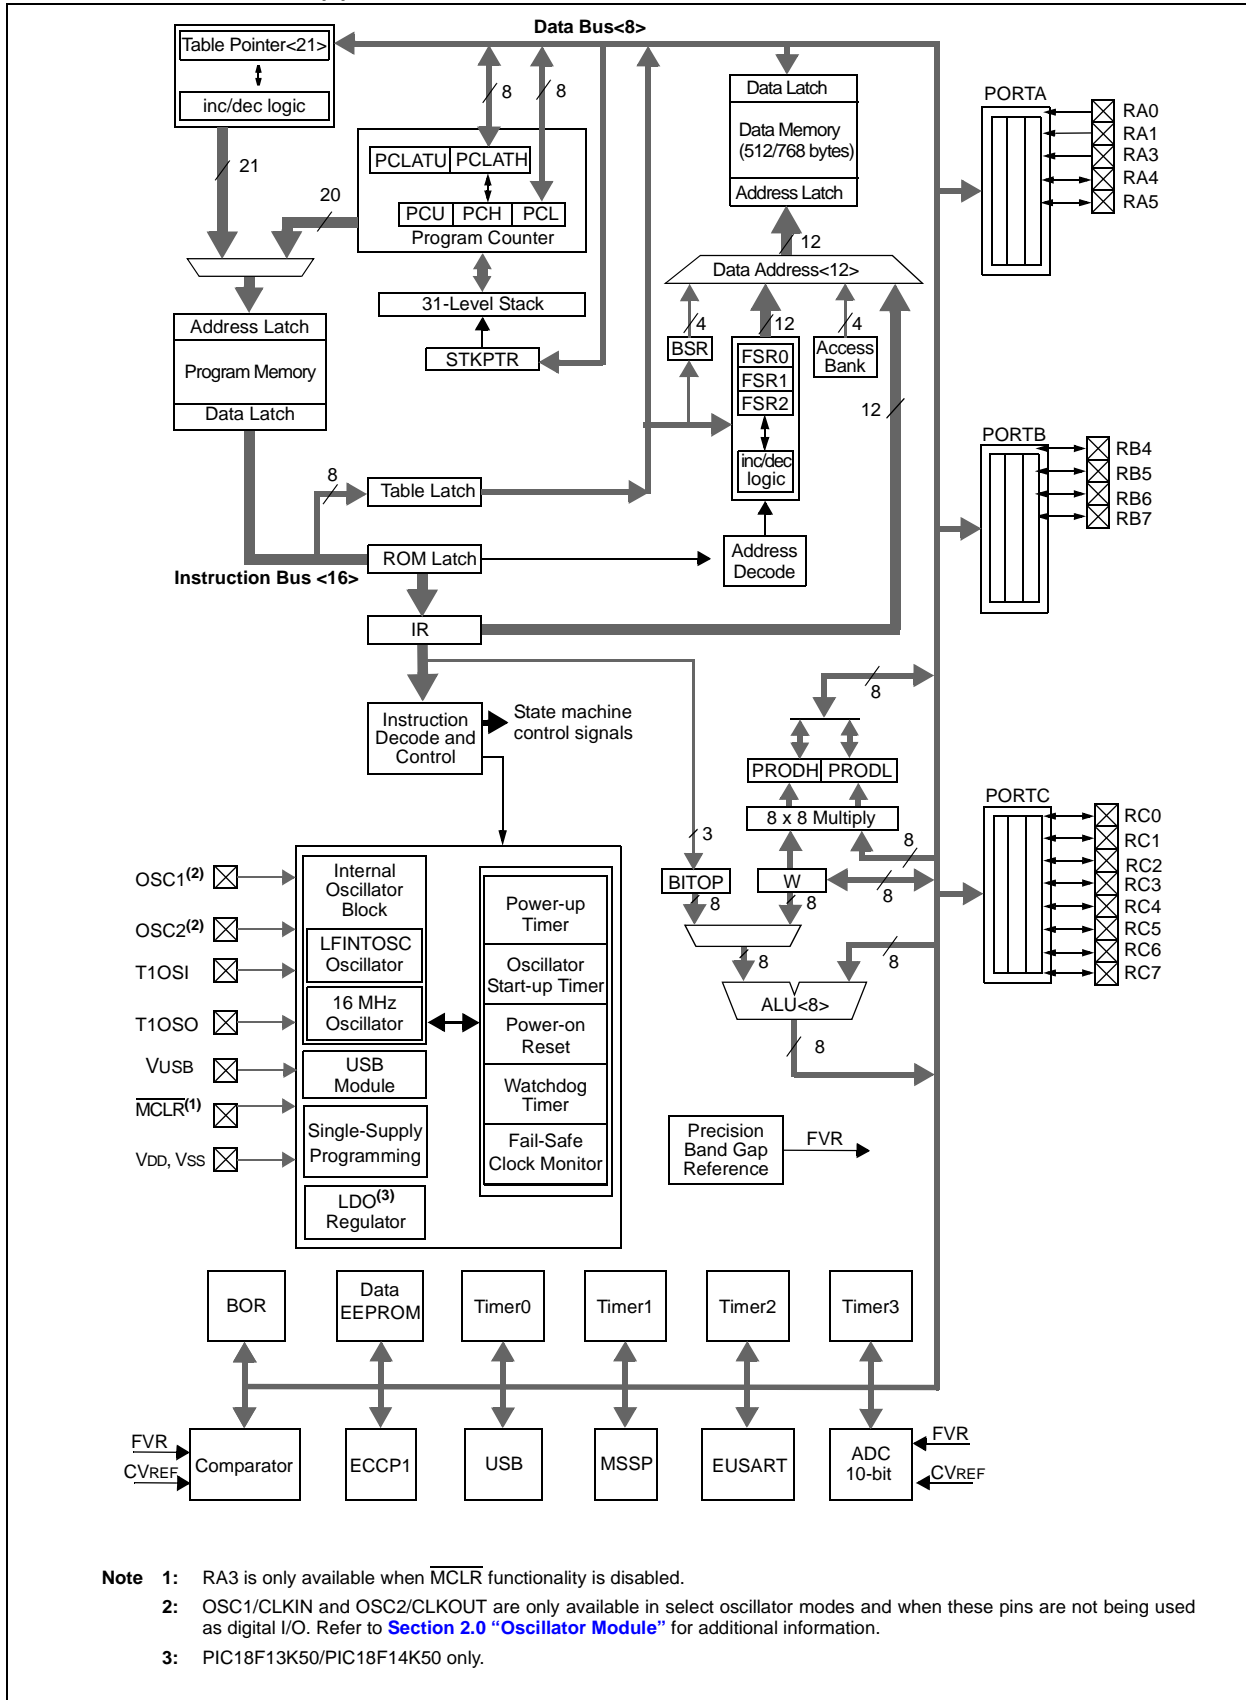 Data Bus<8>
Table Pointer<21>
inc/dec logic
21
20
8
8
PCLATU
PCLATH
PCU
PCH
PCL
Program Counter
31-Level Stack
STKPTR
Data Latch
Data Memory
(512/768 bytes)
Address Latch
12
Data Address<12>
4
12
4
BSR
FSR0
FSR1
FSR2
inc/dec
logic
Access
Bank
12
Address
Decode
Address Latch
Program Memory
Data Latch
8
Table Latch
ROM Latch
Instruction Bus <16>
IR
Instruction
Decode and
Control
State machine
control signals
PORTA
RA0
RA1
RA3
RA4
RA5
PORTB
RB4
RB5
RB6
RB7
PORTC
RC0
RC1
RC2
RC3
RC4
RC5
RC6
RC7
8
PRODH
PRODL
8 x 8 Multiply
3
8
BITOP
W
8
8
8
8
8
ALU<8>
8
OSC1(2)
OSC2(2)
T1OSI
T1OSO
VUSB
MCLR(1)
VDD, VSS
Internal
Oscillator
Block
LFINTOSC
Oscillator
16 MHz
Oscillator
USB
Module
Single-Supply
Programming
LDO(3)
Regulator
Power-up
Timer
Oscillator
Start-up Timer
Power-on
Reset
Watchdog
Timer
Fail-Safe
Clock Monitor
Precision
Band Gap
Reference
FVR
BOR
Data
EEPROM
Timer0
Timer1
Timer2
Timer3
FVR
CVREF
Comparator
ECCP1
USB
MSSP
EUSART
ADC
10-bit
FVR
CVREF
Note 1: RA3 is only available when MCLR functionality is disabled.
2: OSC1/CLKIN and OSC2/CLKOUT are only available in select oscillator modes and when these pins are not being used
as digital I/O. Refer to Section 2.0 “Oscillator Module” for additional information.
3: PIC18F13K50/PIC18F14K50 only.